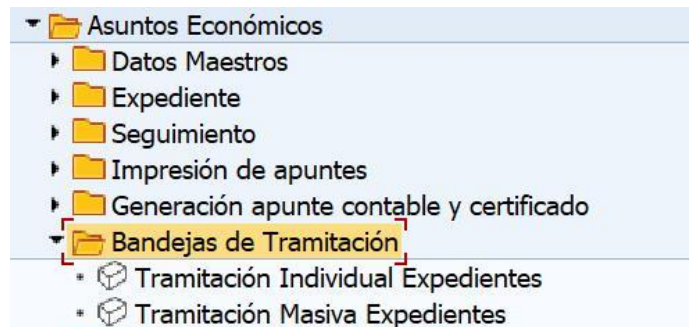 Asuntos Económicos
Datos Maestros
Expediente
Seguimiento
Impresión de apuntes
Generación apunte contable y certificado
Bandejas de Tramitación
Tramitación Individual Expedientes
Tramitación Masiva Expedientes